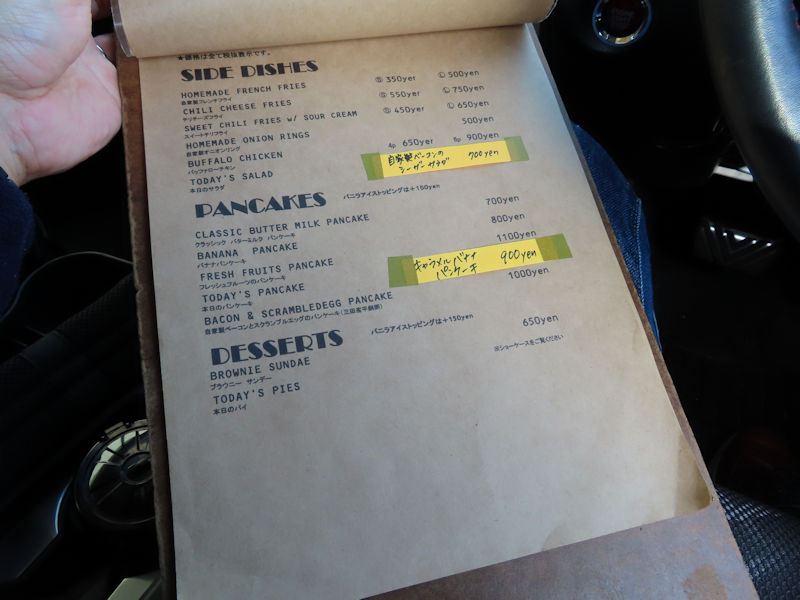 ★価格は全て税抜表示です。
SIDE DISHES
HOMEMADE FRENCH FRIES Ⓢ 350yen Ⓛ 500yen
自家製フレンチフライ
CHILI CHEESE FRIES Ⓢ 550yen Ⓛ 750yen
チリチーズフライ
SWEET CHILI FRIES w/ SOUR CREAM Ⓢ 450yen Ⓛ 650yen
スイートチリフライ
HOMEMADE ONION RINGS 500yen
自家製オニオンリング
BUFFALO CHICKEN 4p 650yer 8p 900yen
バッファローチキン
TODAY'S SALAD 自家製ベーコンの シーザーサラダ 700yen
本日のサラダ
PANCAKES バニラアイストッピングは+150yen
CLASSIC BUTTER MILK PANCAKE 700yen
クラッシック バターミルク パンケーキ
BANANA PANCAKE 800yen
バナナパンケーキ
FRESH FRUITS PANCAKE 1100yen
フレッシュフルーツのパンケーキ
TODAY'S PANCAKE キャラメルバナナ パンケーキ 900yen
本日のパンケーキ
BACON & SCRAMBLEDEGG PANCAKE 1000yen
自家製ベーコンとスクランブルエッグのパンケーキ
DESSERTS バニラアイストッピングは+150yen
BROWNIE SUNDAE 650yen
ブラウニー サンデー
TODAY'S PIES ※ショーケースをご覧ください
本日のパイ